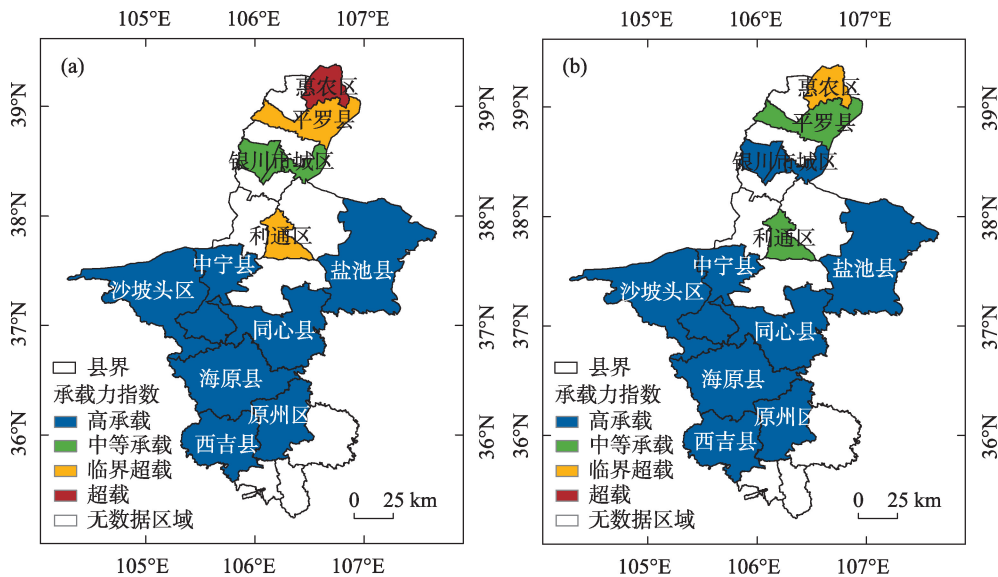 105°E 106°E 107°E
(a)
39°N
38°N
37°N
36°N
39°N
38°N
37°N
36°N
惠农区
平罗县
银川市城区
利通区
盐池县
中宁县
沙坡头区
同心县
海原县
原州区
西吉县
县界
承载力指数
高承载
中等承载
临界超载
超载
无数据区域
0 25 km
105°E 106°E 107°E
105°E 106°E 107°E
(b)
39°N
38°N
37°N
36°N
惠农区
平罗县
银川市城区
利通区
盐池县
中宁县
沙坡头区
同心县
海原县
原州区
西吉县
县界
承载力指数
高承载
中等承载
临界超载
超载
无数据区域
0 25 km
105°E 106°E 107°E